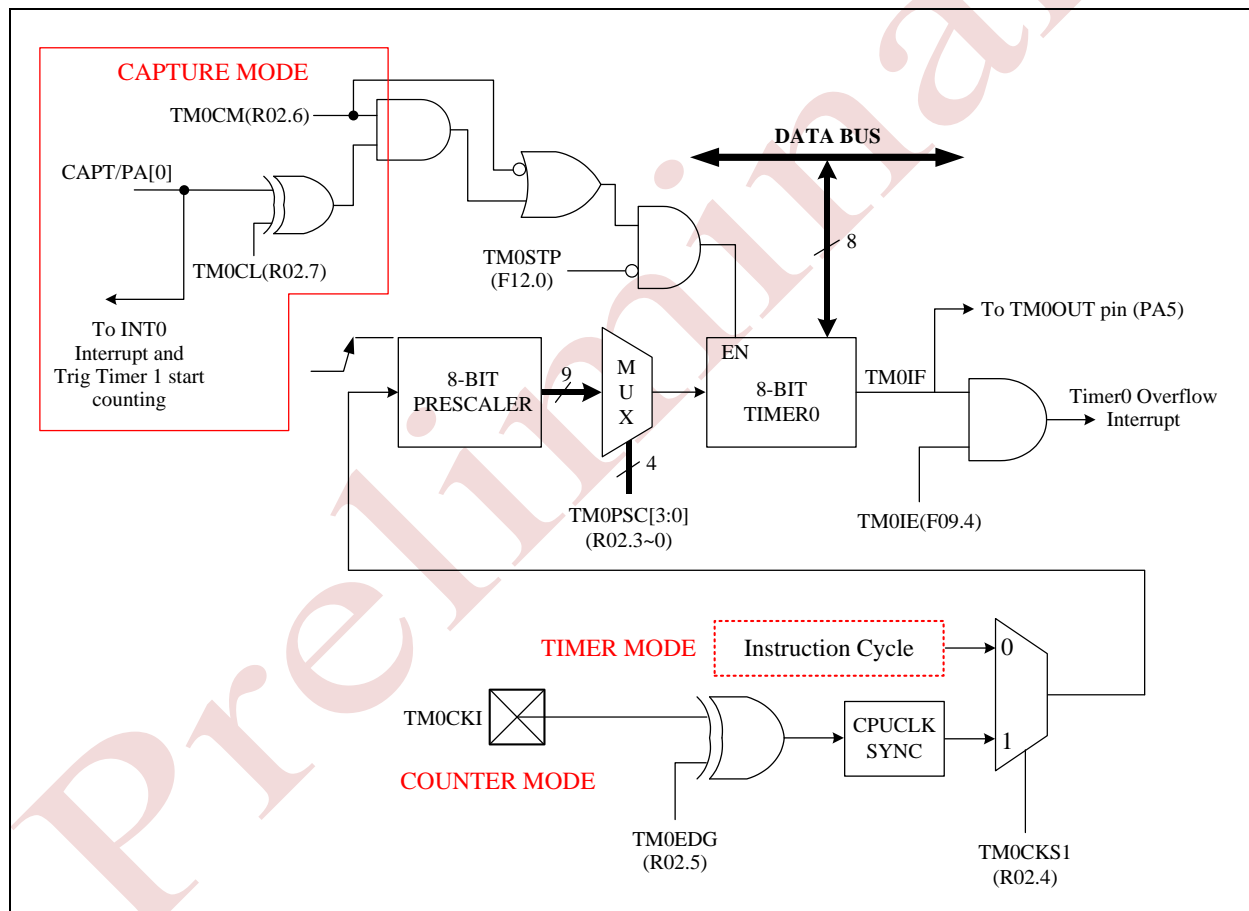 CAPTURE MODE
TM0CM(R02.6)
DATA BUS
CAPT/PA[0]
8
TM0STP
(F12.0)
TM0CL(R02.7)
To INT0
Interrupt and
Trig Timer 1 start
counting
To TM0OUT pin (PA5)
EN
8-BIT
PRESCALER
9
M
U
X
8-BIT
TIMER0
TM0IF
Timer0 Overflow
Interrupt
4
TM0PSC[3:0]
(R02.3~0)
TM0IE(F09.4)
TIMER MODE
Instruction Cycle
0
TM0CKI
CPUCLK
SYNC
1
COUNTER MODE
TM0EDG
(R02.5)
TM0CKS1
(R02.4)
Prelimina